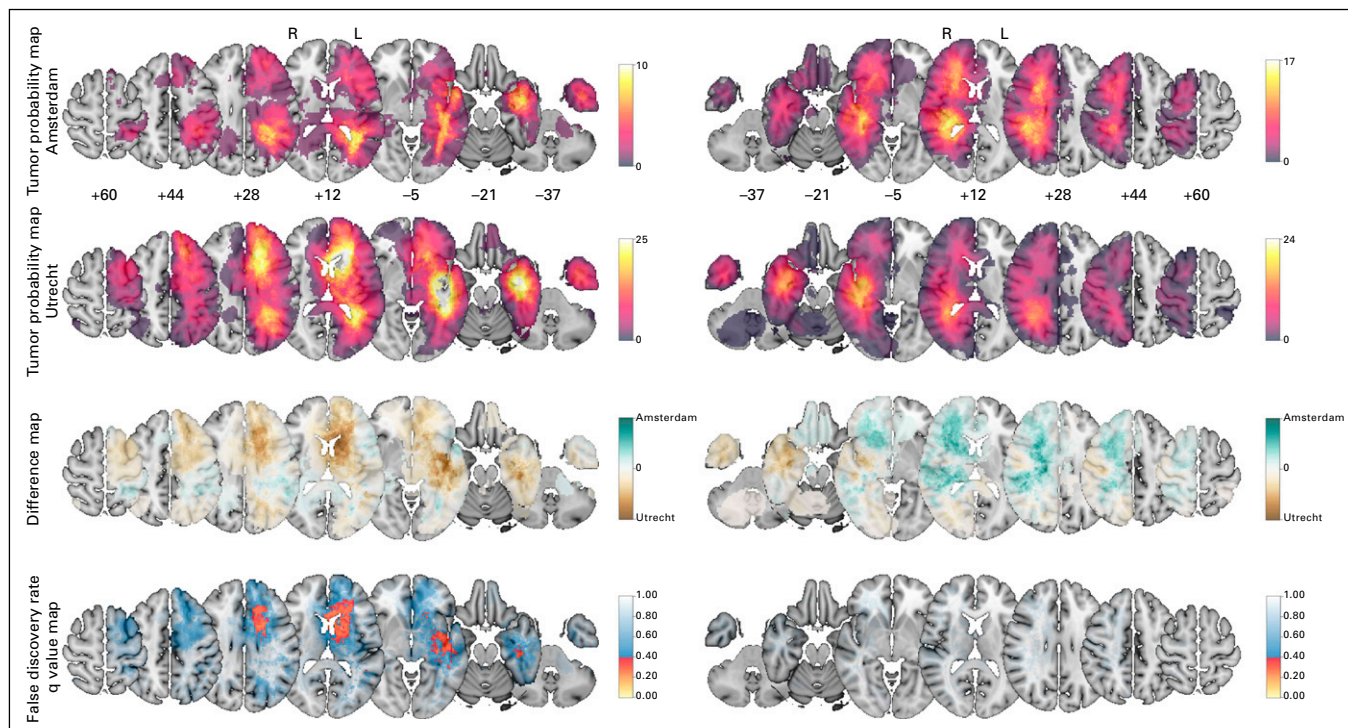 R L R L
Tumor probability map
Amsterdam
10
0
17
0
+60 +44 +28 +12 −5 −21 −37 −37 −21 −5 +12 +28 +44 +60
Tumor probability map
Utrecht
25
0
24
0
Difference map
Amsterdam
0
Utrecht
Amsterdam
0
Utrecht
False discovery rate
q value map
1.00
0.80
0.60
0.40
0.20
0.00
1.00
0.80
0.60
0.40
0.20
0.00